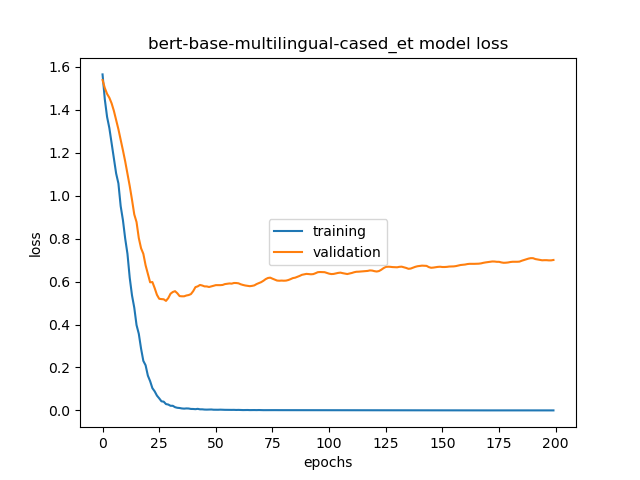 bert-base-multilingual-cased_et model loss
1.6
1.4
1.2
1.0
0.8
0.6
0.4
0.2
0.0
loss
training
validation
0 25 50 75 100 125 150 175 200
epochs